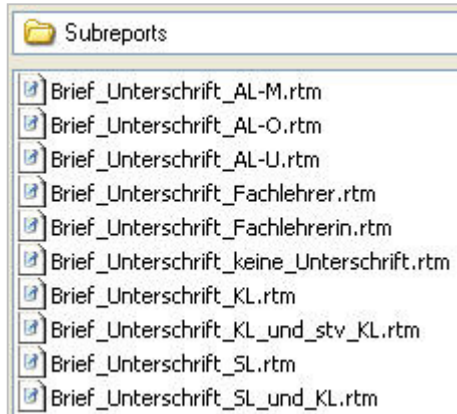 Subreports
Brief_Unterschrift_AL-M.rtm
Brief_Unterschrift_AL-O.rtm
Brief_Unterschrift_AL-U.rtm
Brief_Unterschrift_Fachlehrer.rtm
Brief_Unterschrift_Fachlehrerin.rtm
Brief_Unterschrift_keine_Unterschrift.rtm
Brief_Unterschrift_KL.rtm
Brief_Unterschrift_KL_und_stv_KL.rtm
Brief_Unterschrift_SL.rtm
Brief_Unterschrift_SL_und_KL.rtm